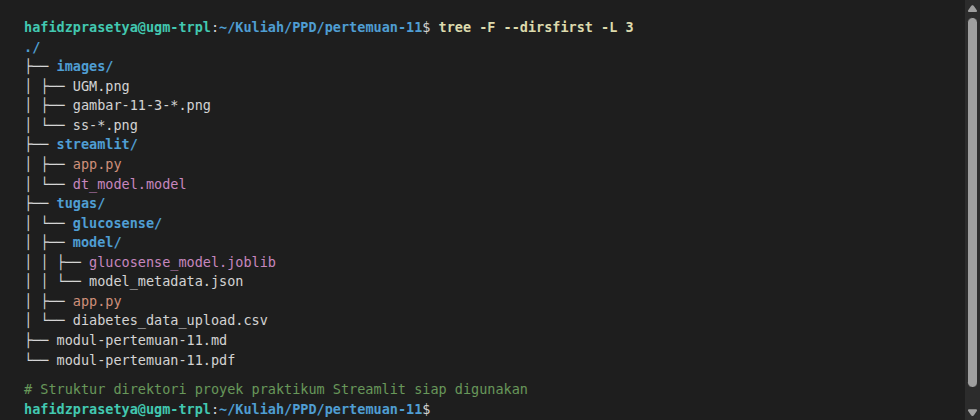 hafidzprasetya@ugm-trpl:~/Kuliah/PPD/pertemuan-11$ tree -F --dirsfirst -L 3
./
├── images/
│ ├── UGM.png
│ ├── gambar-11-3-*.png
│ └── ss-*.png
├── streamlit/
│ ├── app.py
│ └── dt_model.model
├── tugas/
│ └── glucosense/
│ ├── model/
│ │ ├── glucosense_model.joblib
│ │ └── model_metadata.json
│ ├── app.py
│ └── diabetes_data_upload.csv
├── modul-pertemuan-11.md
└── modul-pertemuan-11.pdf
# Struktur direktori proyek praktikum Streamlit siap digunakan
hafidzprasetya@ugm-trpl:~/Kuliah/PPD/pertemuan-11$